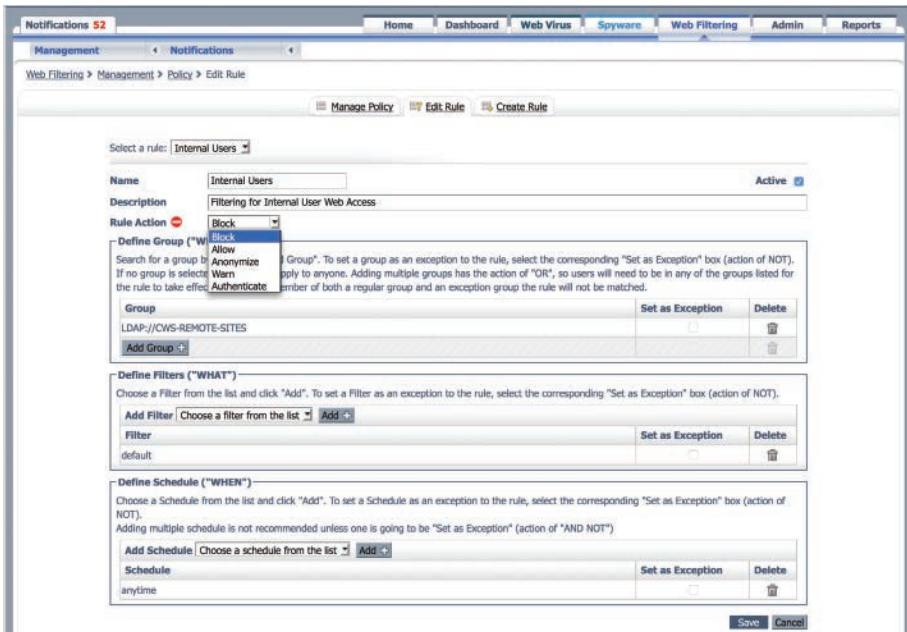 Notifications 52
Home Dashboard Web Virus Spyware Web Filtering Admin Reports
Management Notifications
Web Filtering > Management > Policy > Edit Rule
Manage Policy Edit Rule Create Rule
Select a rule: Internal Users
Name Internal Users Active
Description Filtering for Internal User Web Access
Rule Action Block
Block
Allow
Anonymize
Warn
Authenticate
Define Group ("W
Search for a group b Group". To set a group as an exception to the rule, select the corresponding "Set as Exception" box (action of NOT).
If no group is selecte pply to anyone. Adding multiple groups has the action of "OR", so users will need to be in any of the groups listed for
the rule to take effec mber of both a regular group and an exception group the rule will not be matched.
Group Set as Exception Delete
LDAP://CWS-REMOTE-SITES
Add Group
Define Filters ("WHAT")
Choose a Filter from the list and click "Add". To set a Filter as an exception to the rule, select the corresponding "Set as Exception" box (action of NOT).
Add Filter Choose a filter from the list Add
Filter Set as Exception Delete
default
Define Schedule ("WHEN")
Choose a Schedule from the list and click "Add". To set a Schedule as an exception to the rule, select the corresponding "Set as Exception" box (action of
NOT).
Adding multiple schedule is not recommended unless one is going to be "Set as Exception" (action of "AND NOT")
Add Schedule Choose a schedule from the list Add
Schedule Set as Exception Delete
anytime
Save Cancel